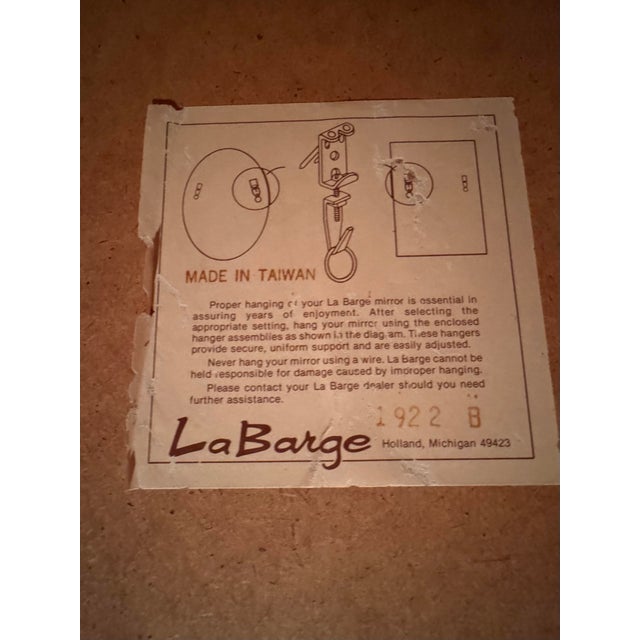 MADE IN TAIWAN
Proper hanging of your La Barge mirror is essential in
assuring years of enjoyment. After selecting the
appropriate setting, hang your mirror using the enclosed
hanger assemblies as shown in the diagram. These hangers
provide secure, uniform support and are easily adjusted.
Never hang your mirror using a wire. La Barge cannot be
held responsible for damage caused by improper hanging.
Please contact your La Barge dealer should you need
further assistance.
1922 B
LaBarge Holland, Michigan 49423